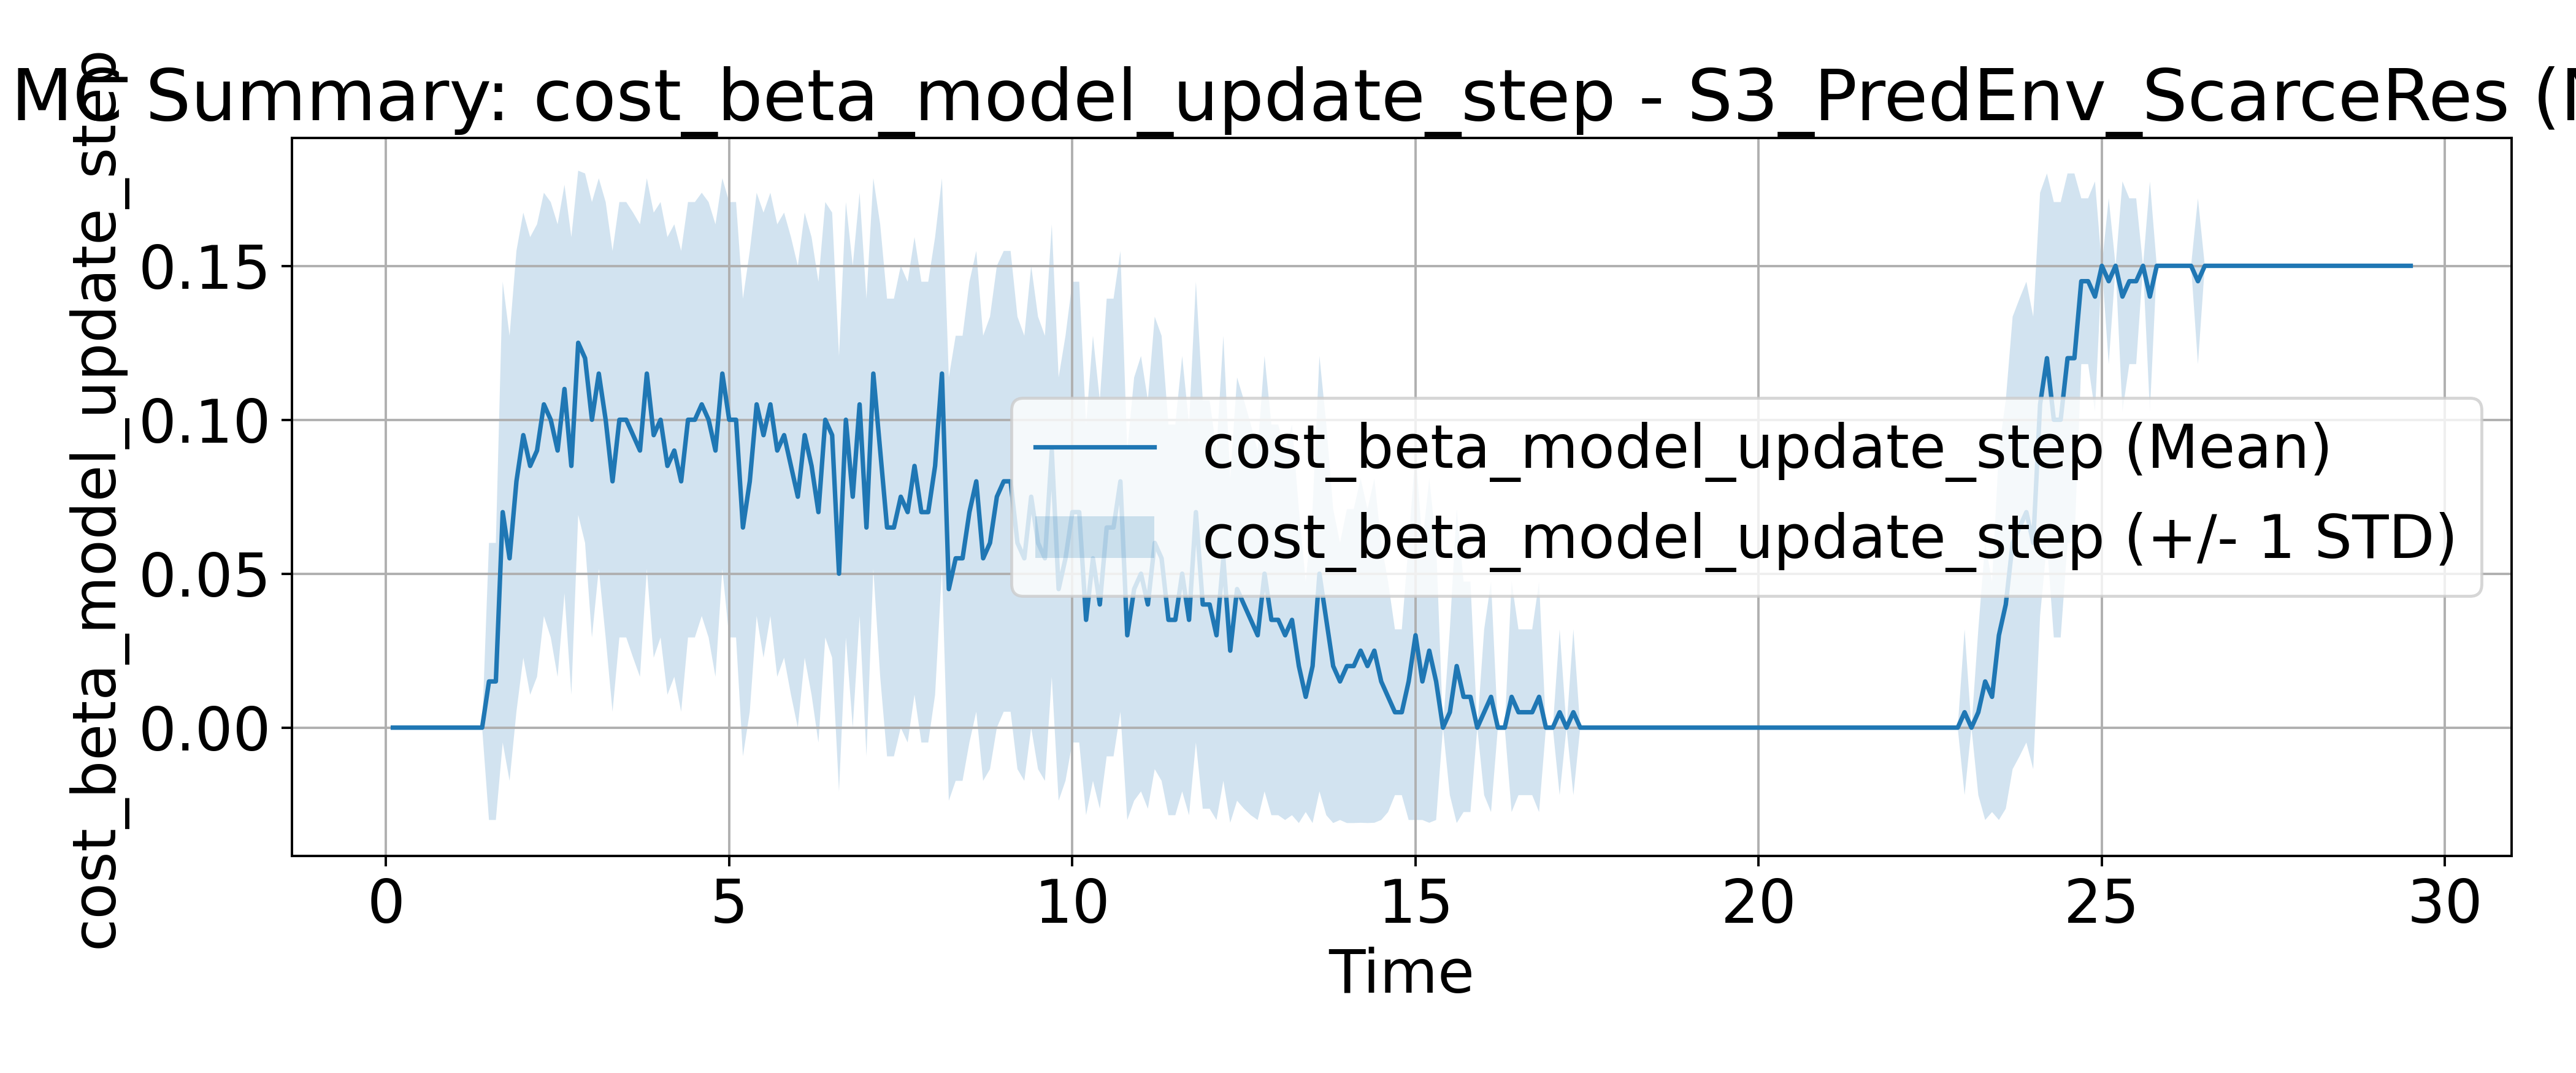 Summary: cost_beta_model_update_step - S3_PredEnv_ScarceRes
cost_beta_model_update_step
0.15
0.10
0.05
0.00
cost_beta_model_update_step (Mean)
cost_beta_model_update_step (+/- 1 STD)
0 5 10 15 20 25 30
Time